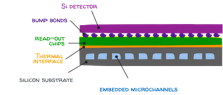 Si DETECTOR
BUMP BONDS
READ-OUT
CHIPS
THERMAL
INTERFACE
SILICON SUBSTRATE
EMBEDDED MICROCHANNELS